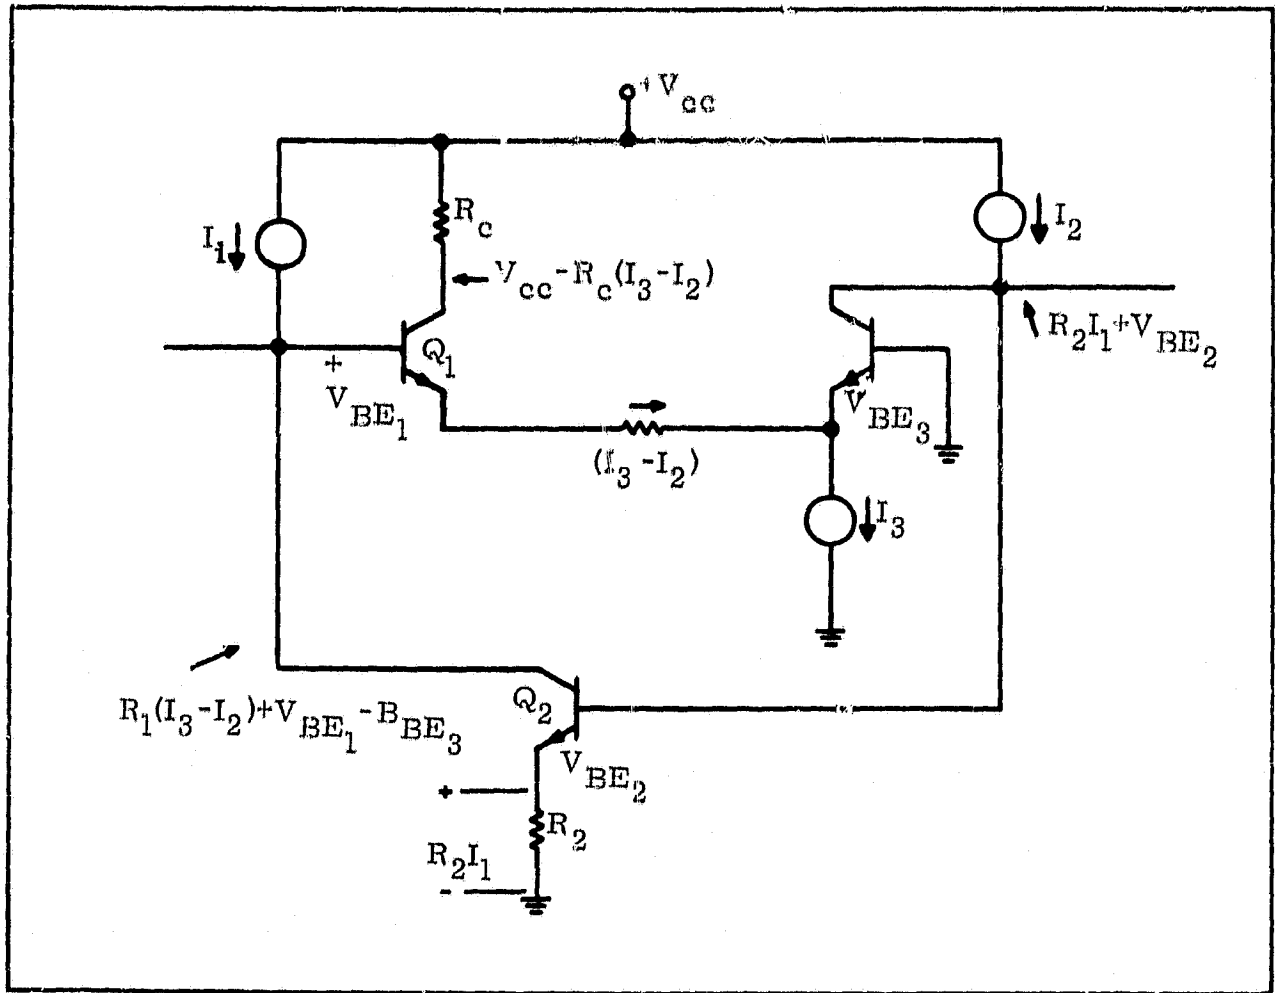 +V_cc
R_c
I_1
I_2
V_cc-R_c(I_3-I_2)
R_2I_1+V_BE_2
Q_1
+
V_BE_1
V_BE_3
(I_3-I_2)
I_3
Q_2
R_1(I_3-I_2)+V_BE_1-B_BE_3
V_BE_2
+
R_2
R_2I_1
-